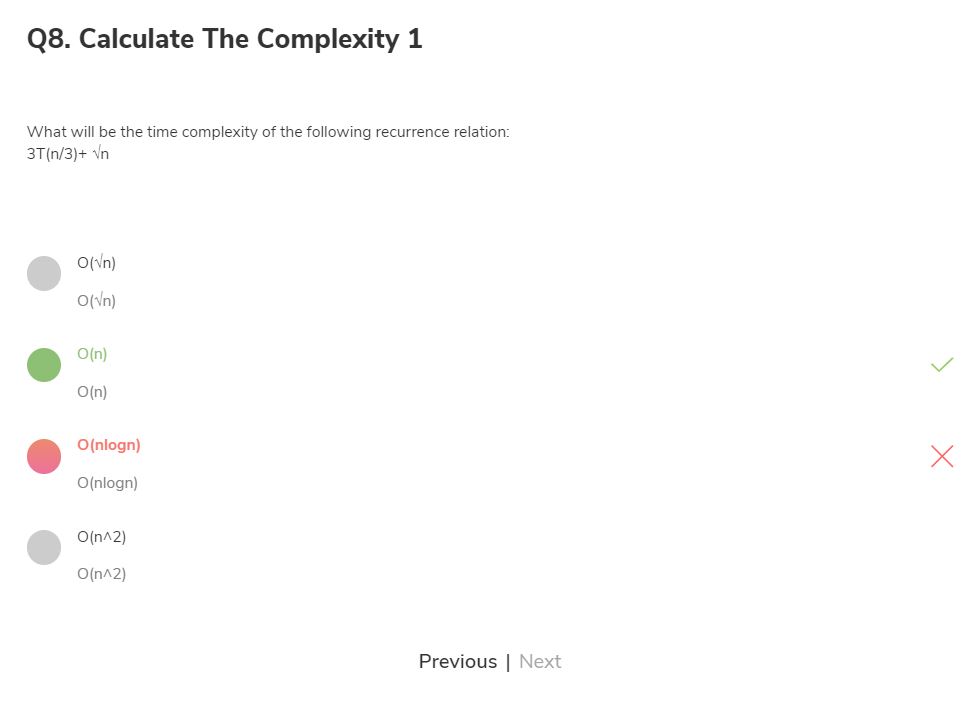 Q8. Calculate The Complexity 1
What will be the time complexity of the following recurrence relation:
3T(n/3)+ √n
O(√n)
O(√n)
O(n)
O(n)
O(nlogn)
O(nlogn)
O(n^2)
O(n^2)
Previous | Next